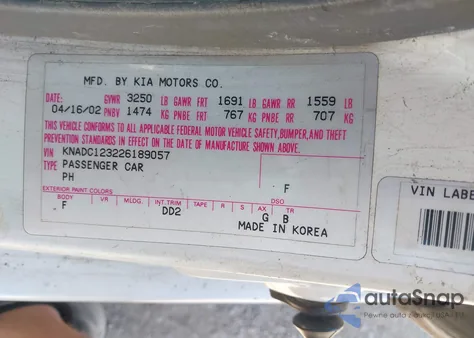 MFD. BY KIA MOTORS CO.
DATE: GVWR 3250 LB GAWR FRT 1691 LB GAWR RR 1559 LB
04/16/02 PNBV 1474 KG PNBE FRT 767 KG PNBE RR 707 KG
THIS VEHICLE CONFORMS TO ALL APPLICABLE FEDERAL MOTOR VEHICLE SAFETY, BUMPER, AND THEFT
PREVENTION STANDARDS IN EFFECT ON THE DATE OF MANUFACTURE SHOWN ABOVE.
VIN KNADC123226189057
TYPE PASSENGER CAR
PH F
EXTERIOR PAINT COLORS DSO
BODY VR MLDG INT.TRIM TAPE R S AX TR
F DD2 G B
MADE IN KOREA
VIN LABE
autoSnap
Pewne auto